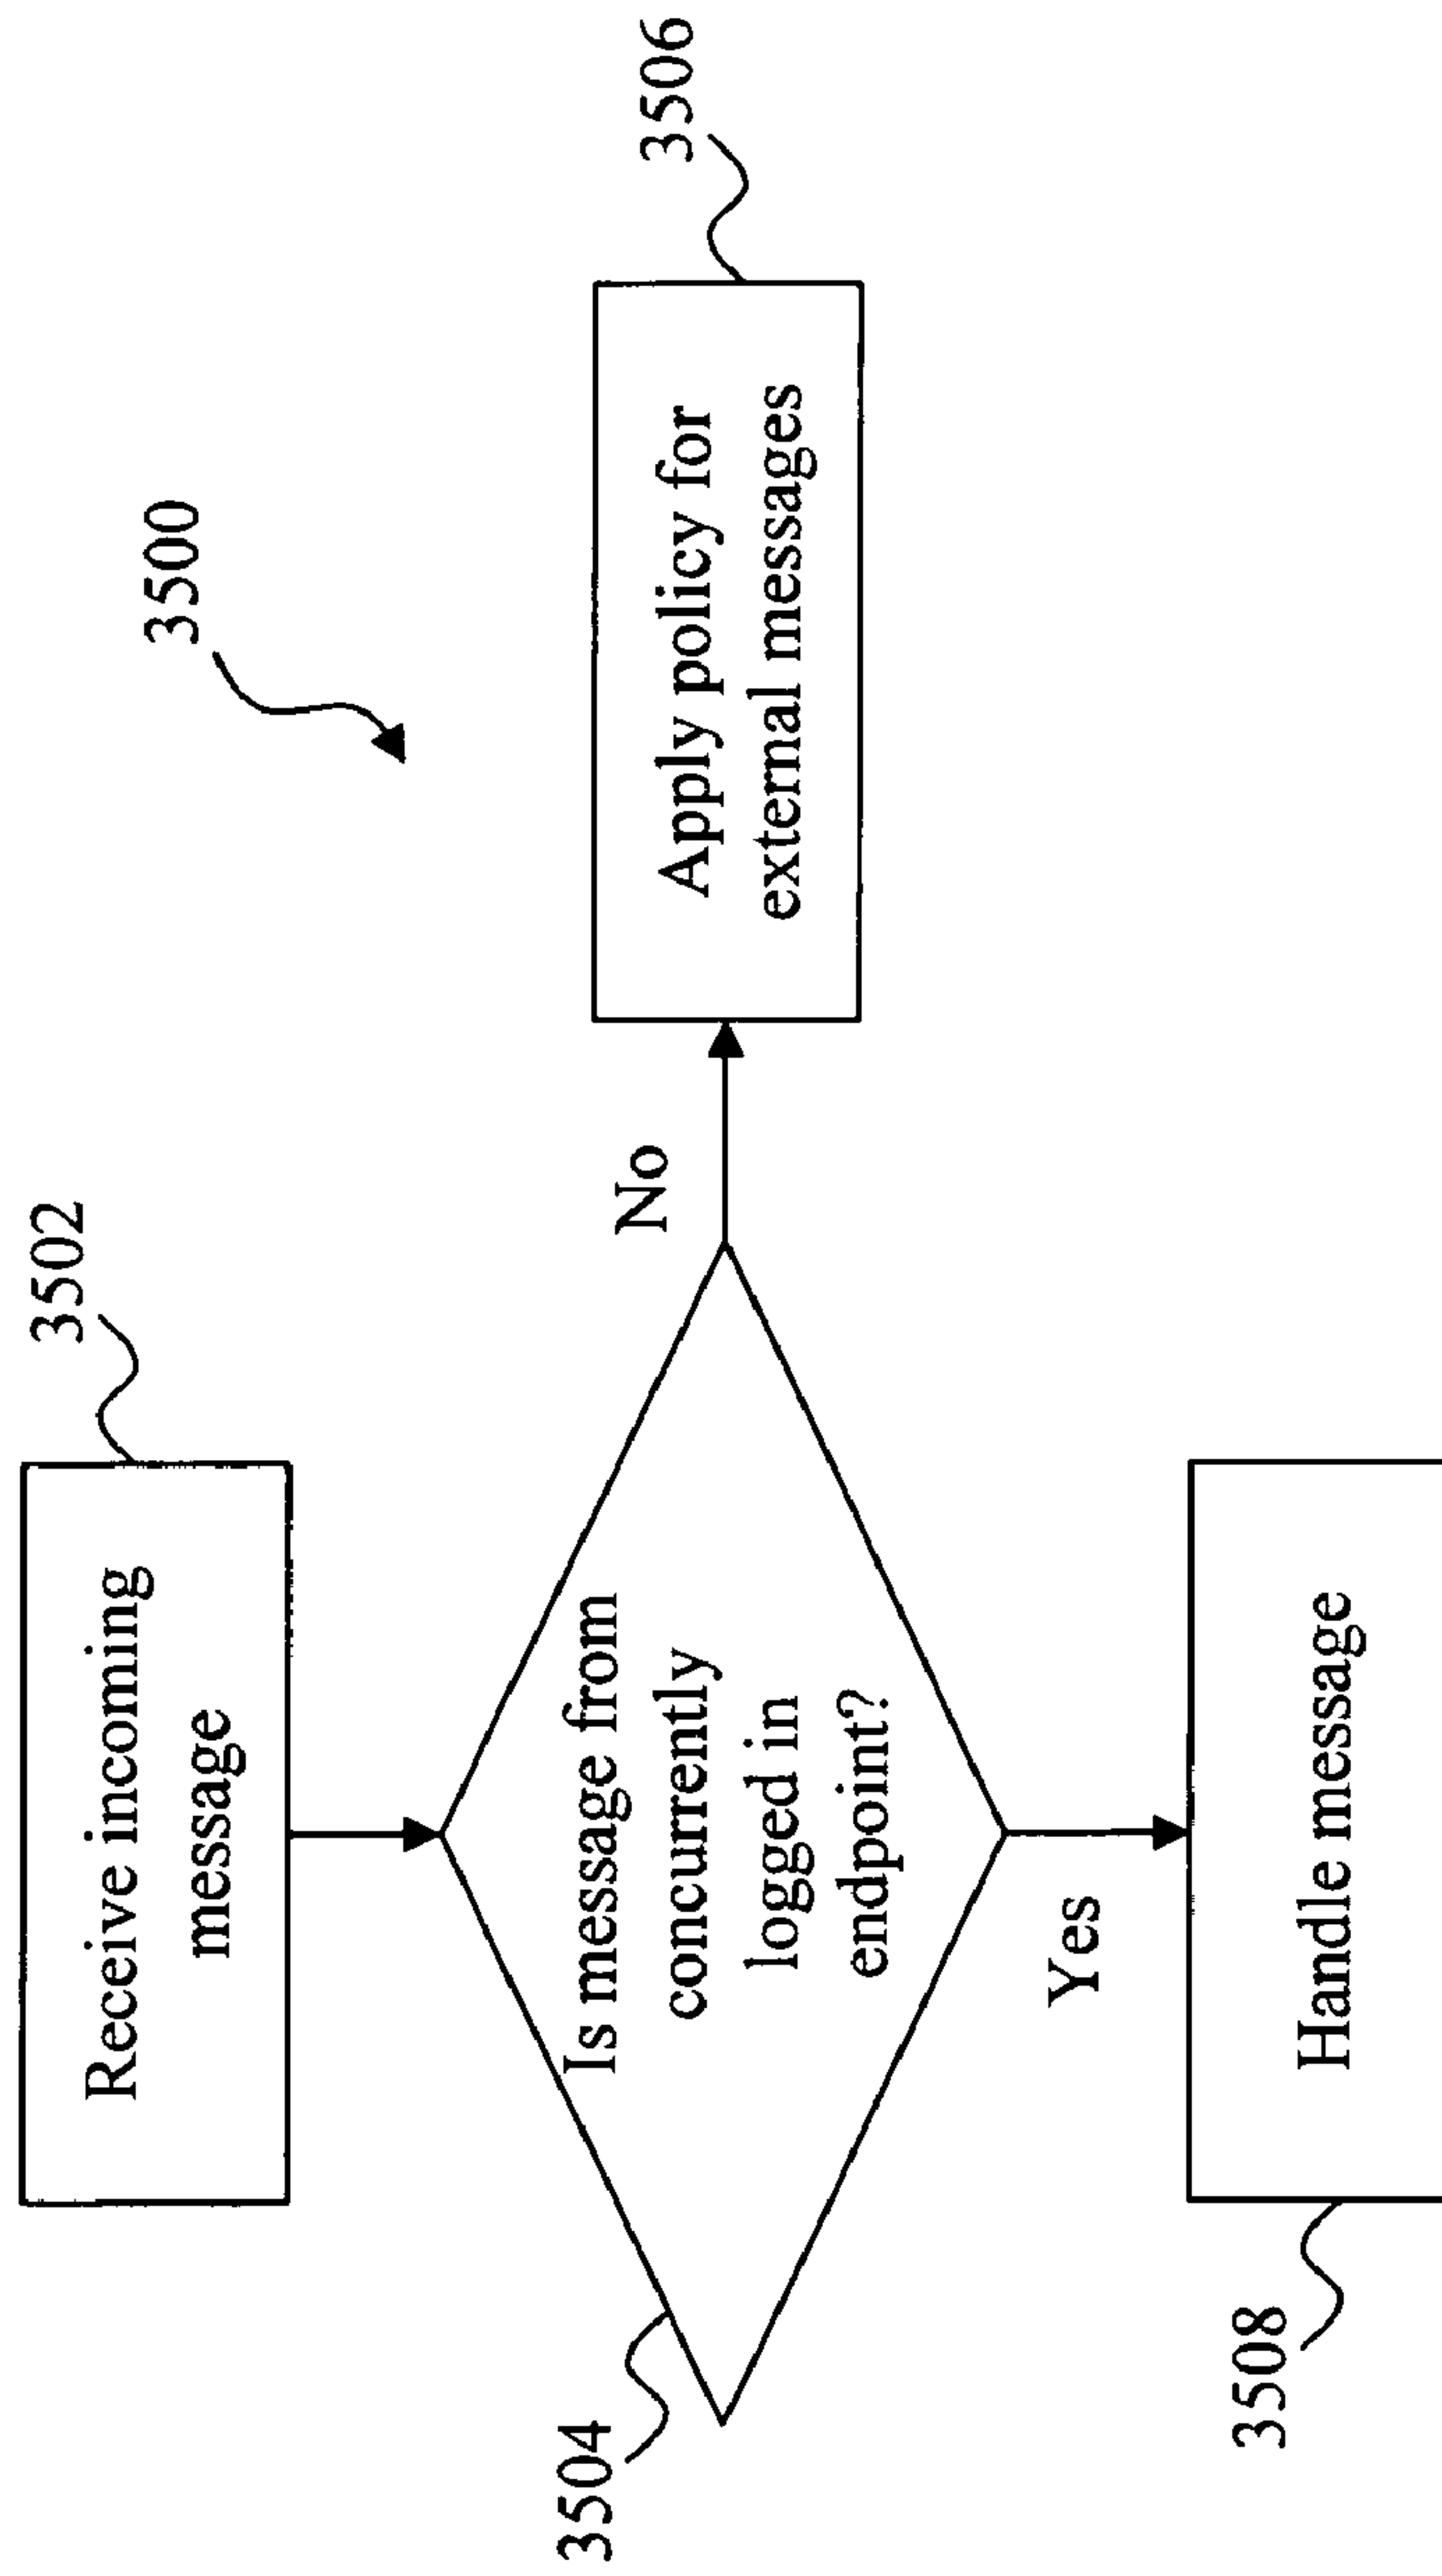 3500
3502
Receive incoming
message
3504
Is message from
concurrently
logged in
endpoint?
No
3506
Apply policy for
external messages
Yes
3508
Handle message